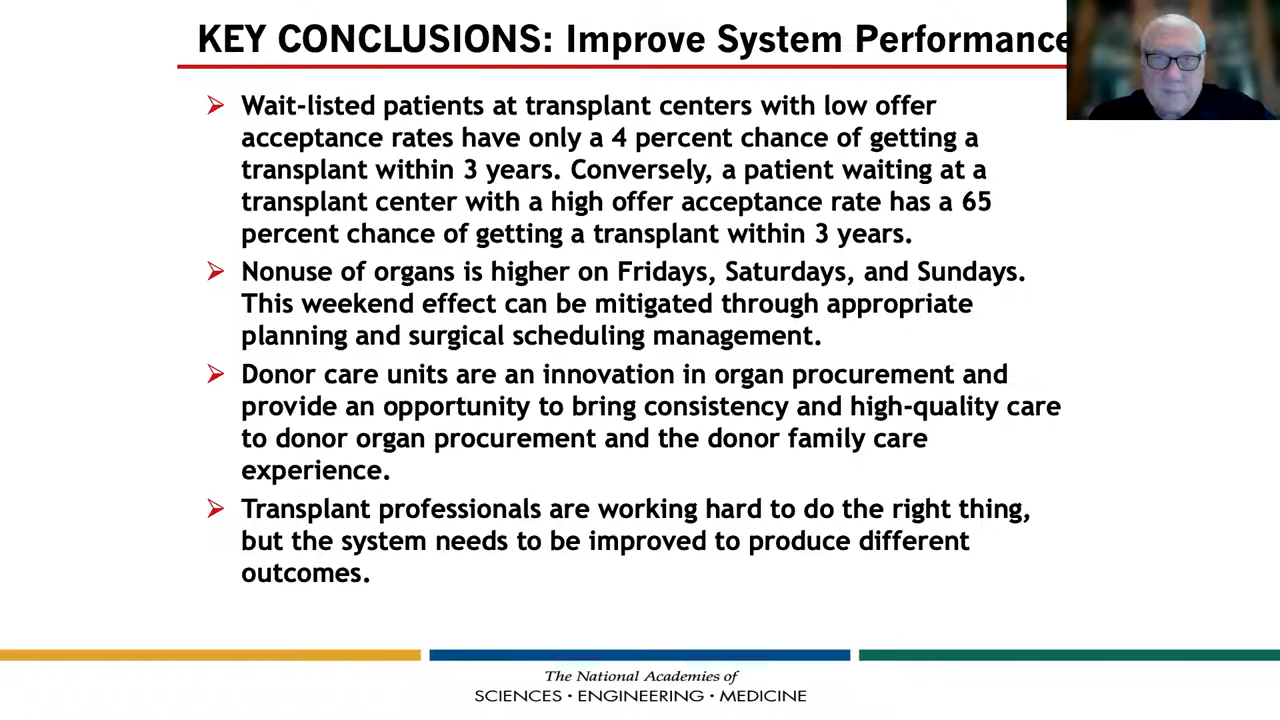 KEY CONCLUSIONS: Improve System Performance
Wait-listed patients at transplant centers with low offer
acceptance rates have only a 4 percent chance of getting a
transplant within 3 years. Conversely, a patient waiting at a
transplant center with a high offer acceptance rate has a 65
percent chance of getting a transplant within 3 years.
Nonuse of organs is higher on Fridays, Saturdays, and Sundays.
This weekend effect can be mitigated through appropriate
planning and surgical scheduling management.
Donor care units are an innovation in organ procurement and
provide an opportunity to bring consistency and high-quality care
to donor organ procurement and the donor family care
experience.
Transplant professionals are working hard to do the right thing,
but the system needs to be improved to produce different
outcomes.
The National Academies of
SCIENCES • ENGINEERING • MEDICINE